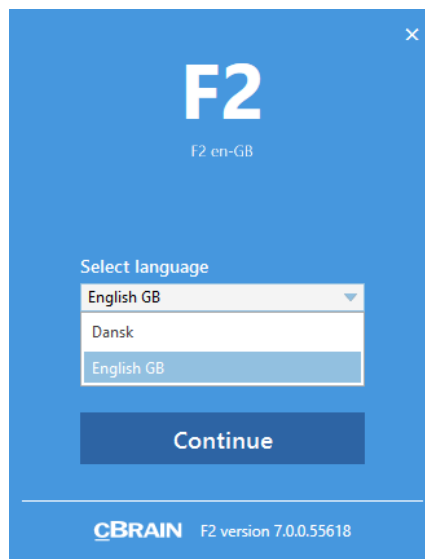 F2
F2 en-GB
Select language
English GB
Dansk
English GB
Continue
cBRAIN F2 version 7.0.0.55618